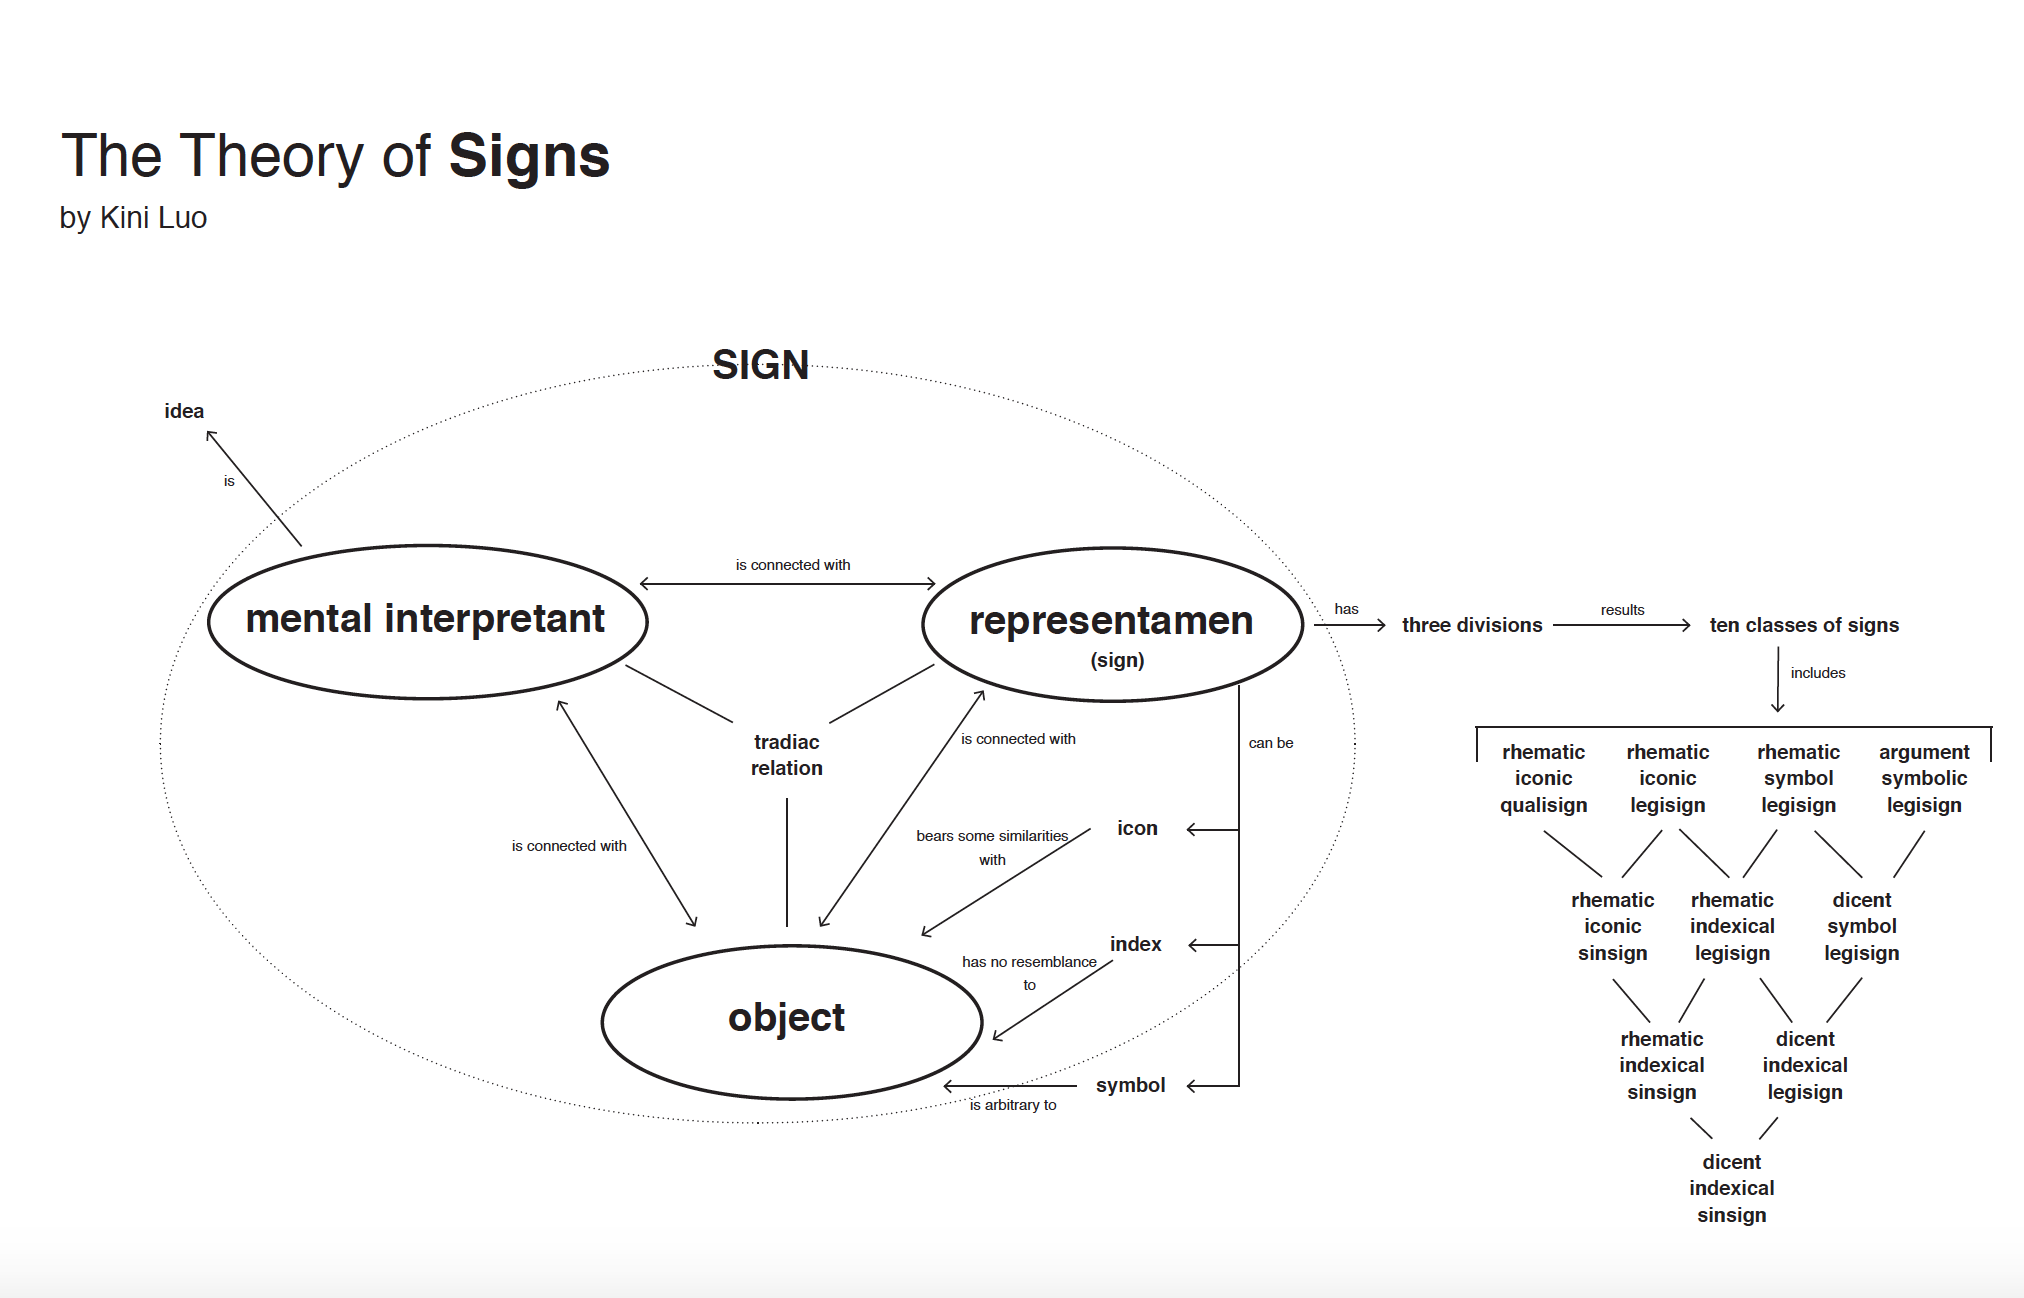 The Theory of Signs
by Kini Luo
SIGN
idea
is
mental interpretant
is connected with
representamen
(sign)
has
three divisions
results
ten classes of signs
includes
tradiac
relation
is connected with
can be
is connected with
bears some similarities
with
icon
has no resemblance
to
index
object
symbol
is arbitrary to
rhematic
iconic
qualisign
rhematic
iconic
legisign
rhematic
symbol
legisign
argument
symbolic
legisign
rhematic
iconic
sinsign
rhematic
indexical
legisign
dicent
symbol
legisign
rhematic
indexical
sinsign
dicent
indexical
legisign
dicent
indexical
sinsign